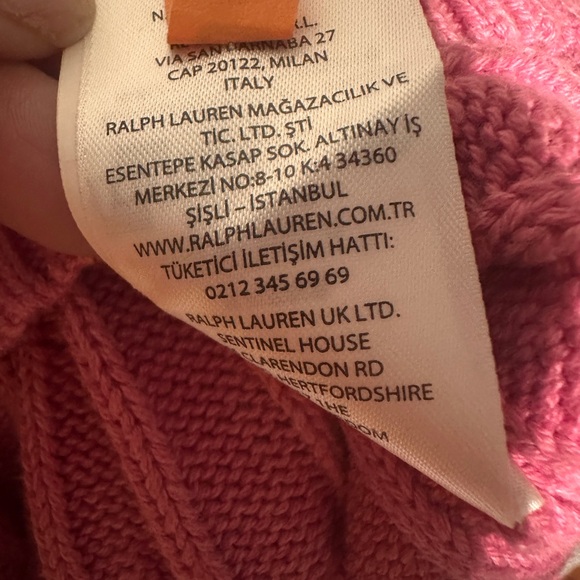 VIA SAN BARNABA 27
CAP 20122, MILAN
ITALY
RALPH LAUREN MAĞAZACILIK VE
TİC. LTD. ŞTİ
ESENTEPE KASAP SOK. ALTINAY İŞ
MERKEZİ NO:8-10 K:4 34360
ŞİŞLİ – İSTANBUL
WWW.RALPHLAUREN.COM.TR
TÜKETİCİ İLETİŞİM HATTI:
0212 345 69 69
RALPH LAUREN UK LTD.
SENTINEL HOUSE
CLARENDON RD
HERTFORDSHIRE